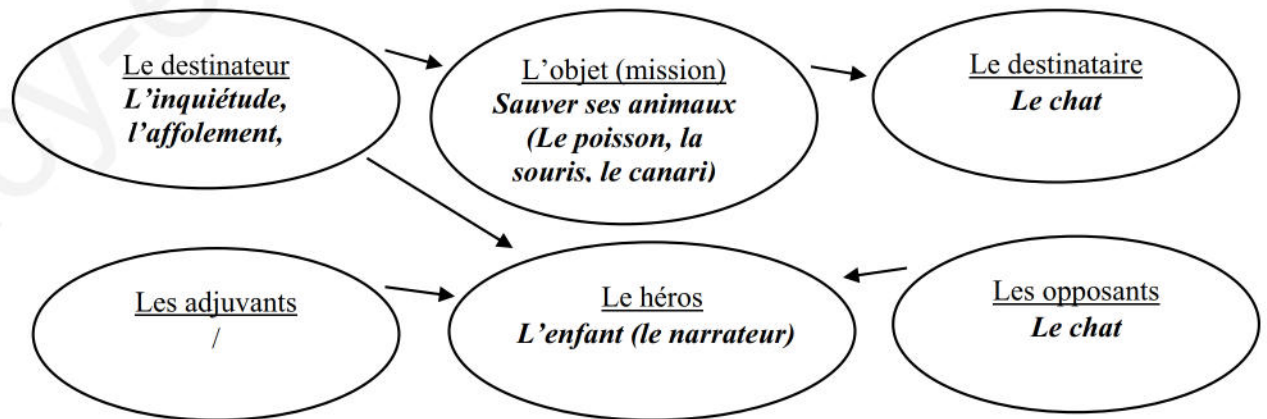 Le destinateur
L'inquiétude,
l'affolement,
L'objet (mission)
Sauver ses animaux
(Le poisson, la
souris, le canari)
Le destinataire
Le chat
Les adjuvants
/
Le héros
L'enfant (le narrateur)
Les opposants
Le chat